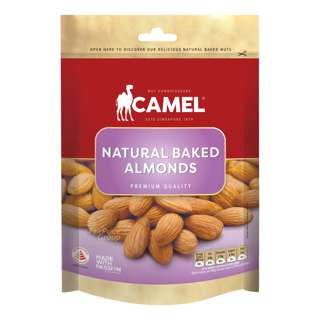 OPEN HERE TO DISCOVER OUR DELICIOUS NATURAL BAKED NUTS
NUT CONNOISSEURS
CAMEL®
ESTD SINGAPORE 1974
NATURAL BAKED
ALMONDS
PREMIUM QUALITY
MADE
WITH
PASSION